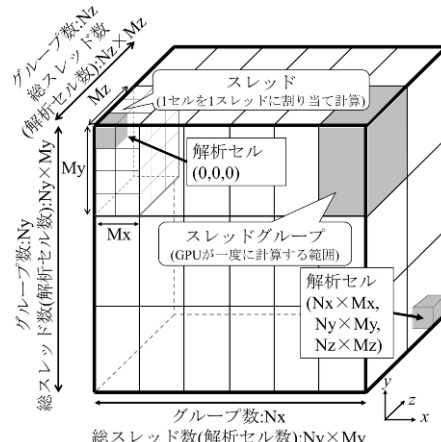 グループ数:Nz
総スレッド数
(解析セル数):Nz×Mz
Mz
スレッド
(1セルを1スレッドに割り当て計算)
解析セル
(0,0,0)
My
Mx
グループ数:Ny
総スレッド数(解析セル数):Ny×My
スレッドグループ
(GPUが一度に計算する範囲)
解析セル
(Nx×Mx,
Ny×My,
Nz×Mz)
y
z
x
グループ数:Nx
総スレッド数(解析セル数):Ny×My